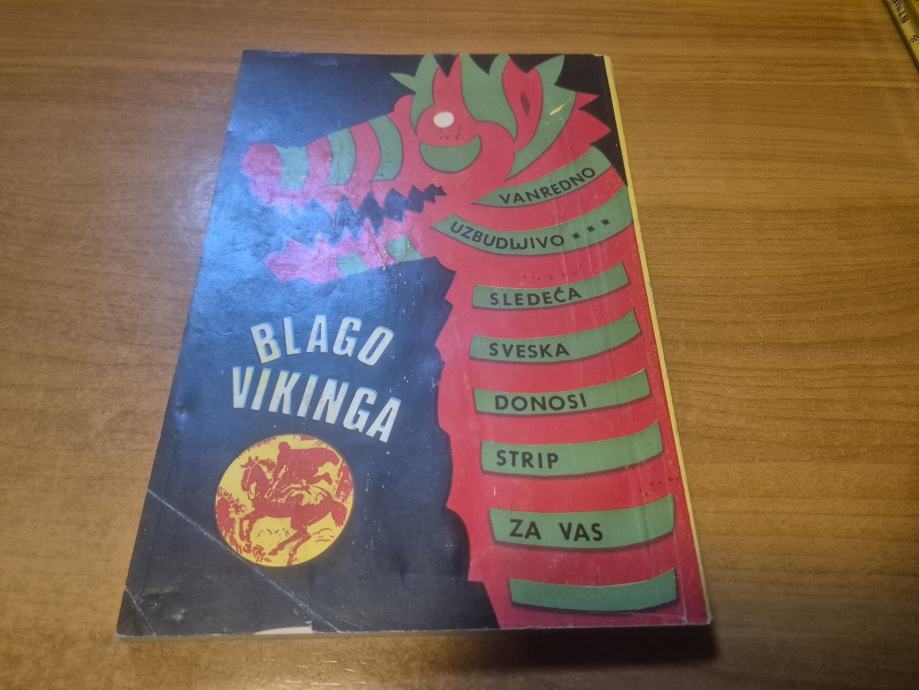 VANREDNO
UZBUDLJIVO...
SLEDEĆA
SVESKA
DONOSI
STRIP
ZA VAS
BLAGO
VIKINGA